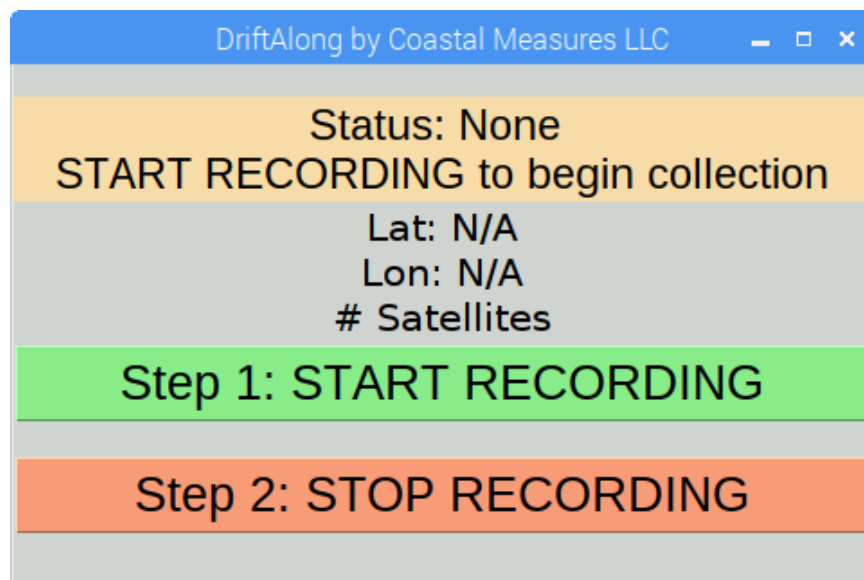 DriftAlong by Coastal Measures LLC
Status: None
START RECORDING to begin collection
Lat: N/A
Lon: N/A
# Satellites
Step 1: START RECORDING
Step 2: STOP RECORDING